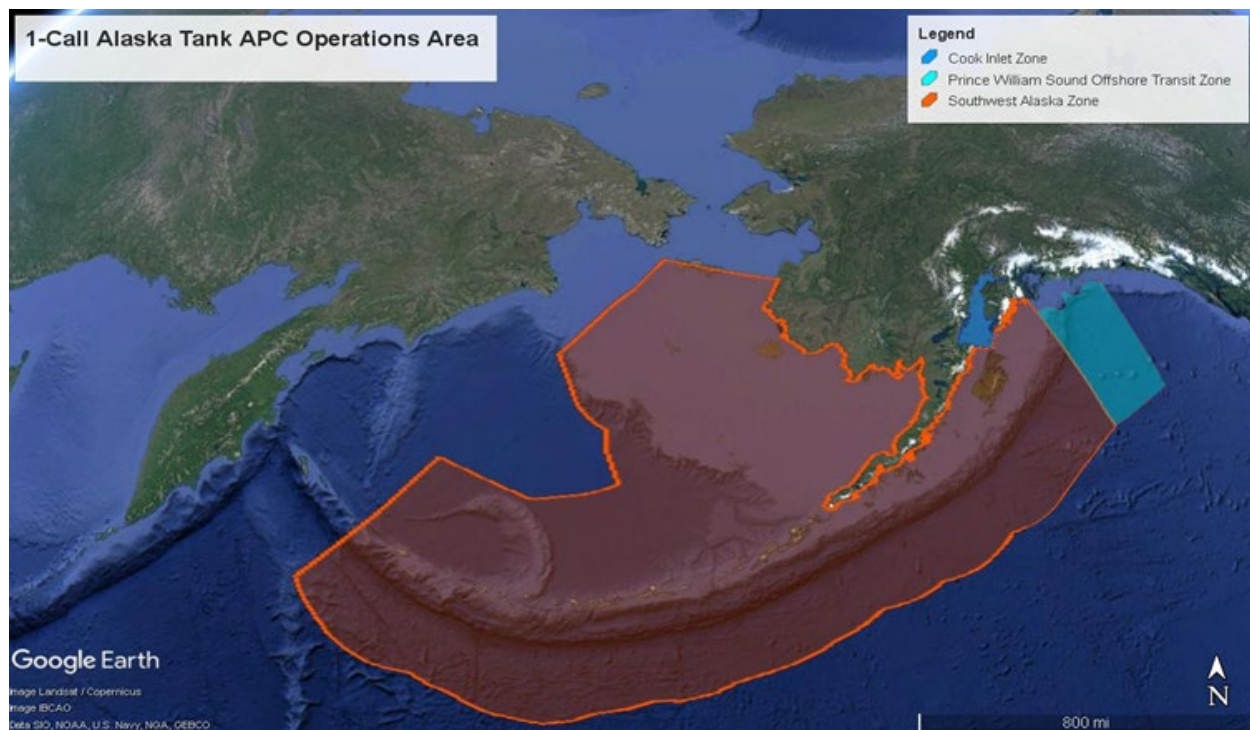 1-Call Alaska Tank APC Operations Area
Legend
Cook Inlet Zone
Prince William Sound Offshore Transit Zone
Southwest Alaska Zone
Google Earth
Image Landsat / Copernicus
Image IBCAO
Data SIO, NOAA, U.S. Navy, NGA, GEBCO
N
800 mi